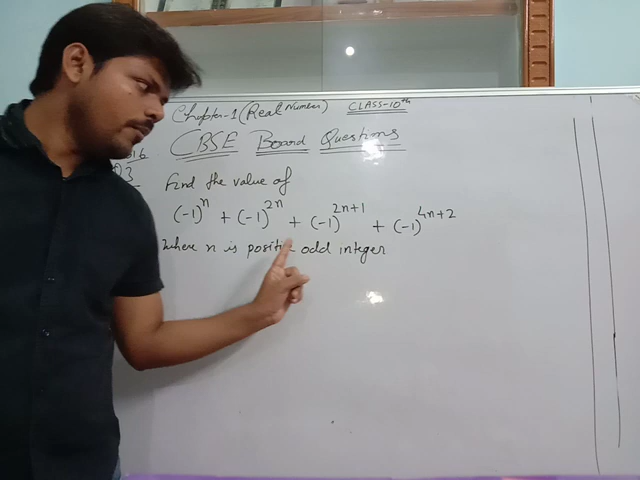 Chapter-1 (Real Number) CLASS-10th
CBSE Board Questions
Find the value of
(-1)^n + (-1)^2n + (-1)^2n+1 + (-1)^4n+2
where n is positive odd integer